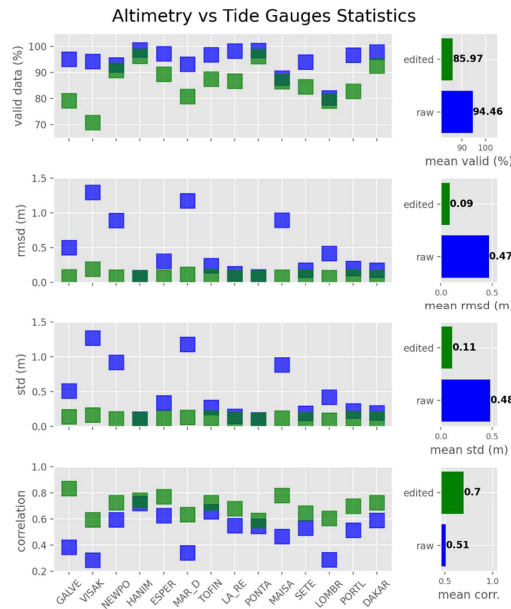 Altimetry vs Tide Gauges Statistics
valid data (%)
100
90
80
70
edited
raw
85.97
94.46
90
100
mean valid (%)
rmsd (m)
1.5
1.0
0.5
0.0
edited
raw
0.09
0.47
0.0
0.5
mean rmsd (m)
std (m)
1.5
1.0
0.5
0.0
edited
raw
0.11
0.48
0.0
0.5
mean std (m)
correlation
1.0
0.8
0.6
0.4
0.2
edited
raw
0.7
0.51
0.5
1.0
mean corr.
GALVE
VISAK
NEWPO
HANIM
ESPER
MAR_D
TOFIN
LA_RE
PONTA
MAISA
SETE
LOMBR
PORTL
DAKAR